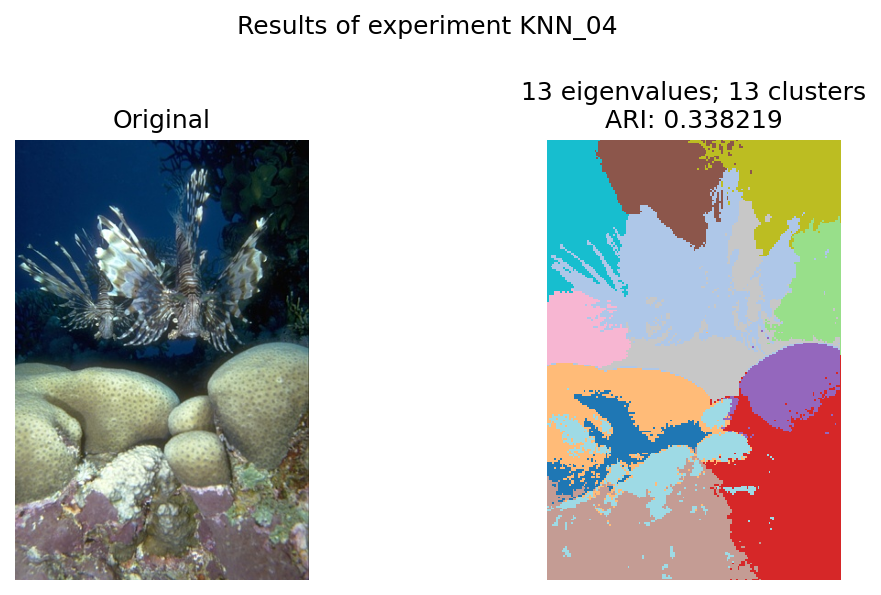 Results of experiment KNN_04
Original
13 eigenvalues; 13 clusters
ARI: 0.338219